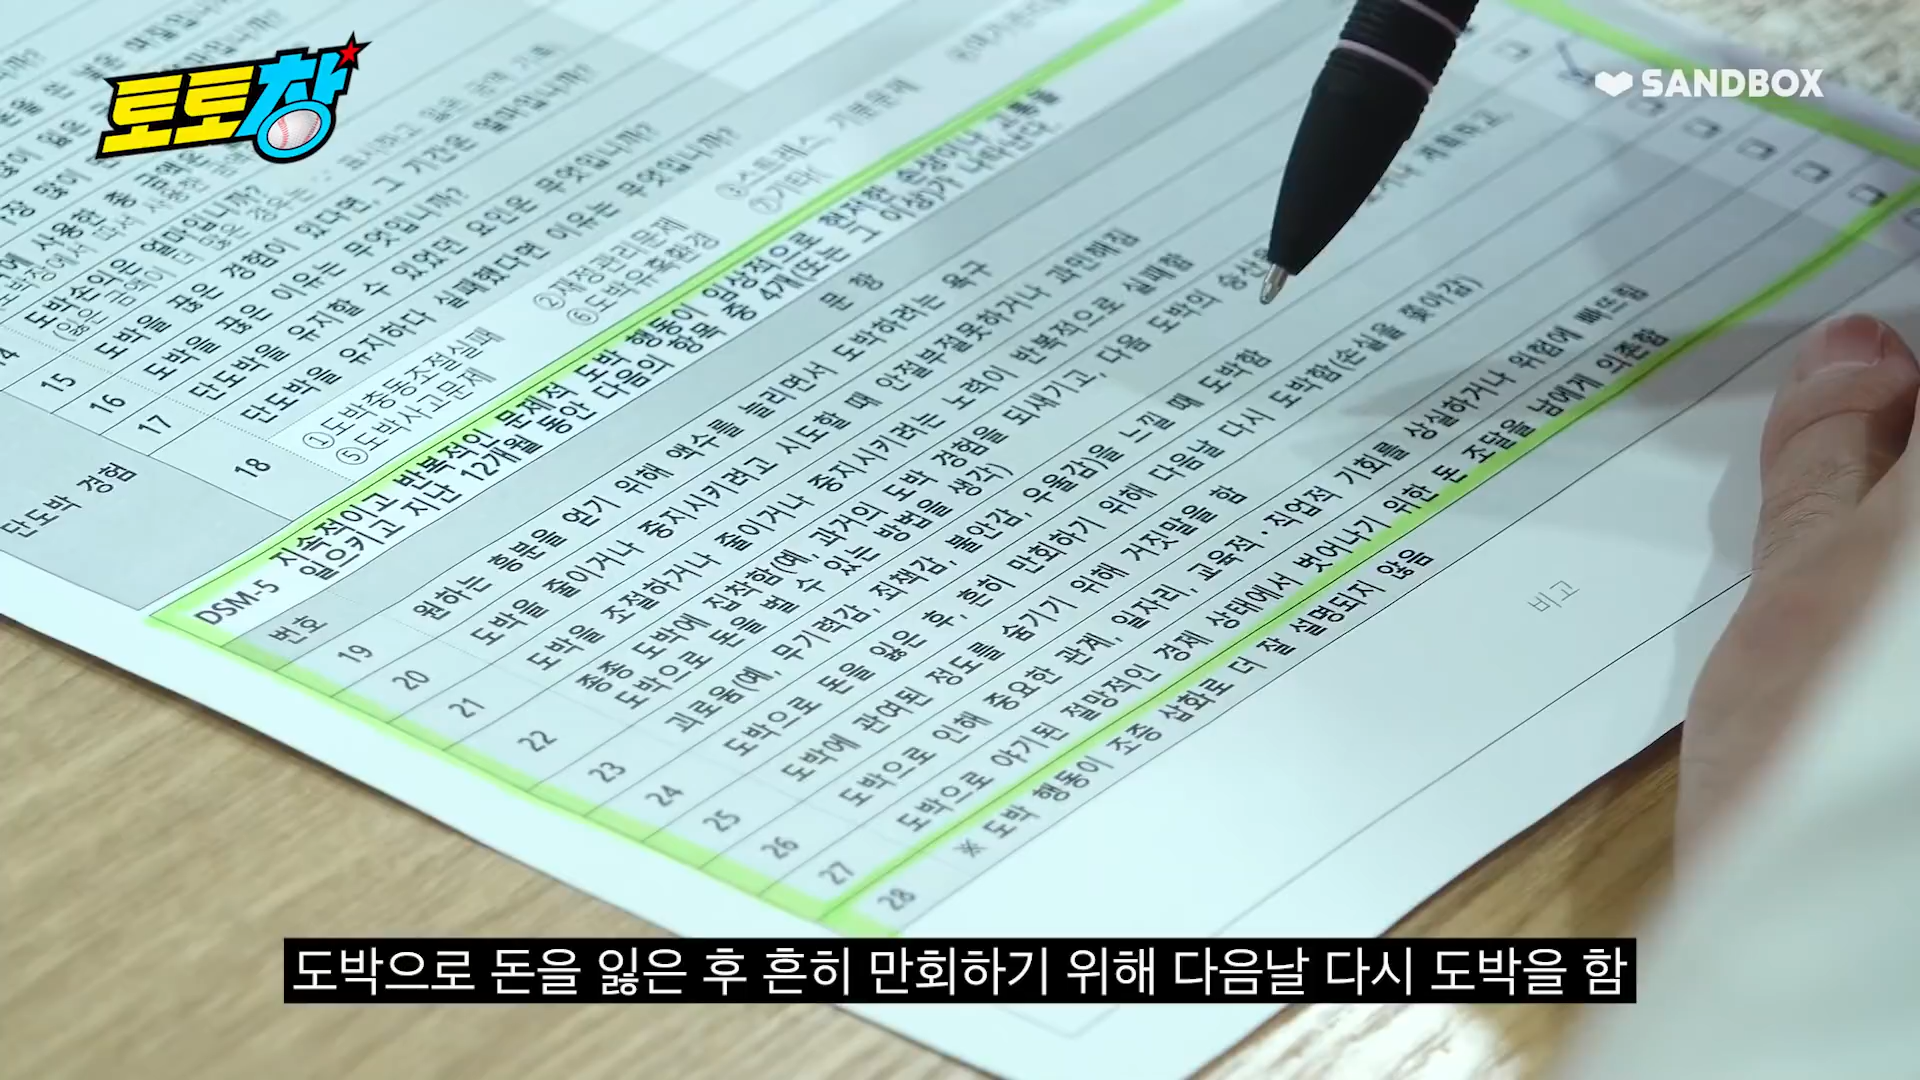 토토창
SANDBOX
도박을 끊은 경험이 있다면, 그 기간은 얼마입니까?
15
도박을 끊은 이유는 무엇입니까?
16
단도박을 유지할 수 있었던 요인은 무엇입니까?
17
단도박을 유지하다 실패했다면 이유는 무엇입니까?
18
①도박충동조절실패 ②재정관리문제 ③스트레스
⑤도박사고문제 ⑥도박유혹환경 ⑦기타(
단도박 경험
DSM-5 지속적이고 반복적인 문제적 도박 행동이 임상적으로 현저한 손상이나 고통을
일으키고 지난 12개월 동안 다음의 항목 중 4개(또는 그 이상)가 나타난다.
번호 문 항
19 원하는 흥분을 얻기 위해 액수를 늘리면서 도박하려는 욕구
20 도박을 줄이거나 중지시키려고 시도할 때 안절부절못하거나 과민해짐
21 도박을 조절하거나 줄이거나 중지시키려는 노력이 반복적으로 실패함
22 종종 도박에 집착함(예, 과거의 도박 경험을 되새기고, 다음 도박의 계획하고,
도박으로 돈을 벌 수 있는 방법을 생각)
23 괴로움(예, 무기력감, 죄책감, 불안감, 우울감)을 느낄 때 도박함
24 도박으로 돈을 잃은 후, 흔히 만회하기 위해 다음날 다시 도박함(손실을 쫓아감)
25 도박에 관여된 정도를 숨기기 위해 거짓말을 함
26 도박으로 인해 중요한 관계, 일자리, 교육적·직업적 기회를 상실하거나 위험에 빠뜨림
27 도박으로 야기된 절망적인 경제 상태에서 벗어나기 위한 돈 조달을 남에게 의존함
28 ※ 도박 행동이 조증 삽화로 더 잘 설명되지 않음
비고
도박으로 돈을 잃은 후 흔히 만회하기 위해 다음날 다시 도박을 함